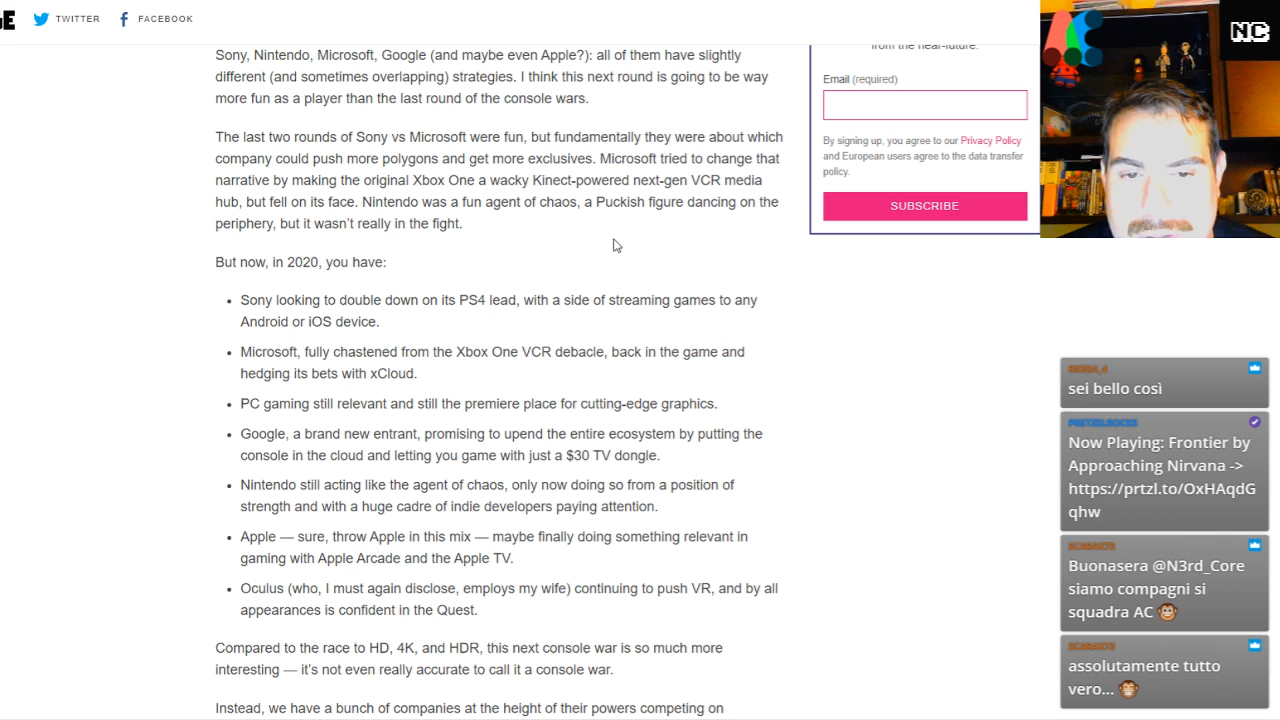 TWITTER
FACEBOOK
Sony, Nintendo, Microsoft, Google (and maybe even Apple?): all of them have slightly
different (and sometimes overlapping) strategies. I think this next round is going to be way
more fun as a player than the last round of the console wars.
The last two rounds of Sony vs Microsoft were fun, but fundamentally they were about which
company could push more polygons and get more exclusives. Microsoft tried to change that
narrative by making the original Xbox One a wacky Kinect-powered next-gen VCR media
hub, but fell on its face. Nintendo was a fun agent of chaos, a Puckish figure dancing on the
periphery, but it wasn't really in the fight.
But now, in 2020, you have:
• Sony looking to double down on its PS4 lead, with a side of streaming games to any
Android or iOS device.
• Microsoft, fully chastened from the Xbox One VCR debacle, back in the game and
hedging its bets with xCloud.
• PC gaming still relevant and still the premiere place for cutting-edge graphics.
• Google, a brand new entrant, promising to upend the entire ecosystem by putting the
console in the cloud and letting you game with just a $30 TV dongle.
• Nintendo still acting like the agent of chaos, only now doing so from a position of
strength and with a huge cadre of indie developers paying attention.
• Apple — sure, throw Apple in this mix — maybe finally doing something relevant in
gaming with Apple Arcade and the Apple TV.
• Oculus (who, I must again disclose, employs my wife) continuing to push VR, and by all
appearances is confident in the Quest.
Compared to the race to HD, 4K, and HDR, this next console war is so much more
interesting — it's not even really accurate to call it a console war.
Instead, we have a bunch of companies at the height of their powers competing on
from the near-future.
Email (required)
By signing up, you agree to our Privacy Policy
and European users agree to the data transfer
policy.
SUBSCRIBE
NC
sei bello così
PRETZELROCKS
Now Playing: Frontier by
Approaching Nirvana ->
https://prtzl.to/OxHAqdG
qhw
Buonasera @N3rd_Core
siamo compagni si
squadra AC
assolutamente tutto
vero...